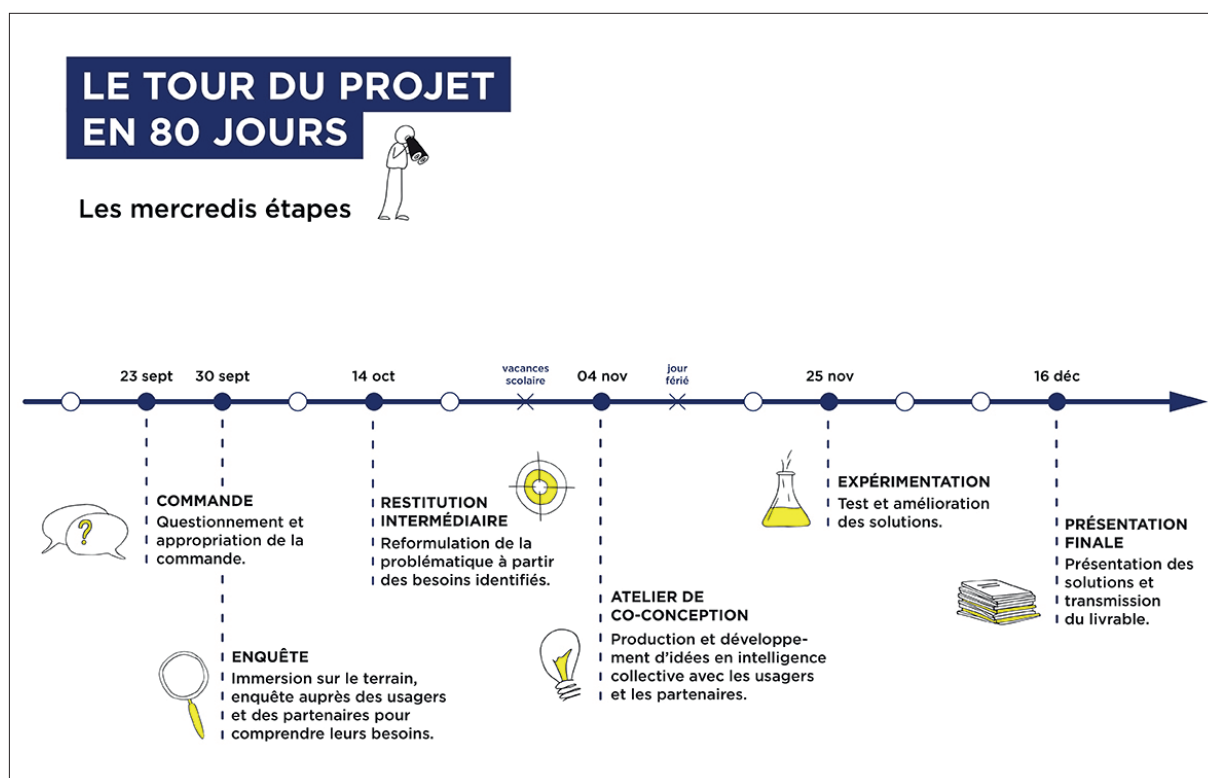 LE TOUR DU PROJET
EN 80 JOURS
Les mercredis étapes
23 sept
30 sept
14 oct
vacances
scolaire
04 nov
jour
férié
25 nov
16 déc
?
COMMANDE
Questionnement et
appropriation de la
commande.
ENQUÊTE
Immersion sur le terrain,
enquête auprès des usagers
et des partenaires pour
comprendre leurs besoins.
RESTITUTION
INTERMÉDIAIRE
Reformulation de la
problématique à partir
des besoins identifiés.
ATELIER DE
CO-CONCEPTION
Production et développe-
ment d'idées en intelligence
collective avec les usagers
et les partenaires.
EXPÉRIMENTATION
Test et amélioration
des solutions.
PRÉSENTATION
FINALE
Présentation des
solutions et
transmission
du livrable.